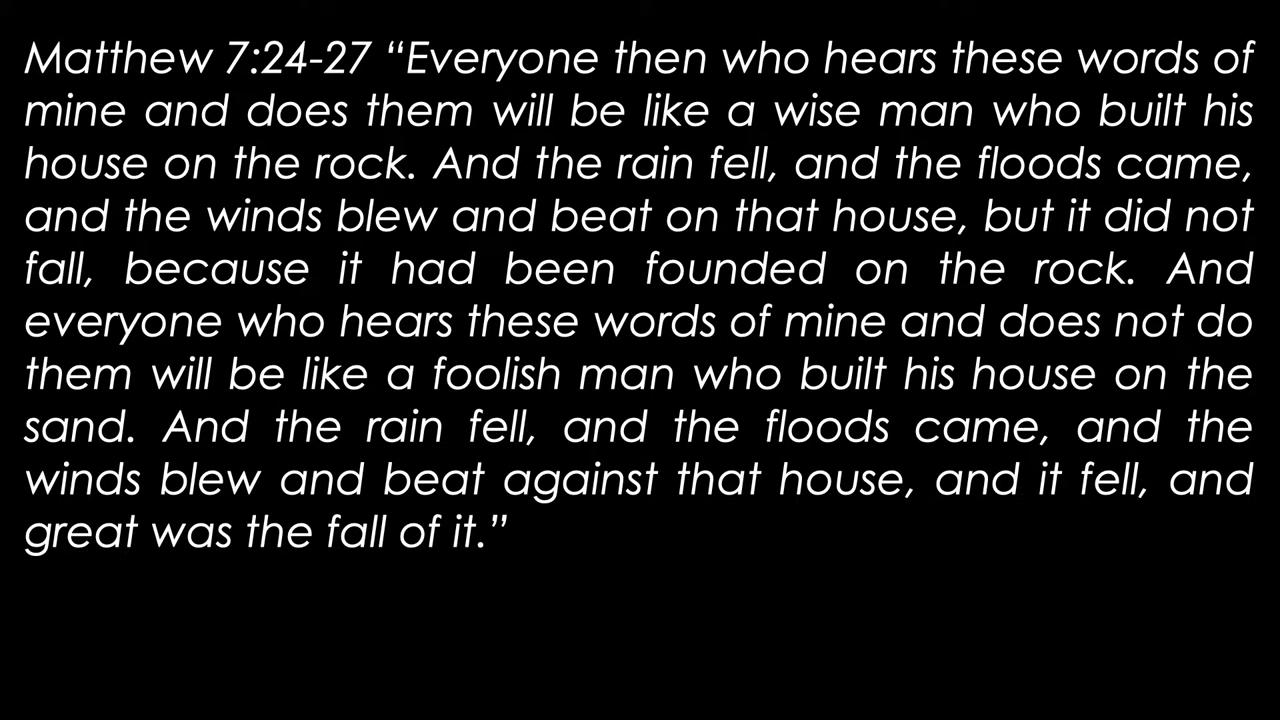 Matthew 7:24-27 “Everyone then who hears these words of
mine and does them will be like a wise man who built his
house on the rock. And the rain fell, and the floods came,
and the winds blew and beat on that house, but it did not
fall, because it had been founded on the rock. And
everyone who hears these words of mine and does not do
them will be like a foolish man who built his house on the
sand. And the rain fell, and the floods came, and the
winds blew and beat against that house, and it fell, and
great was the fall of it.”